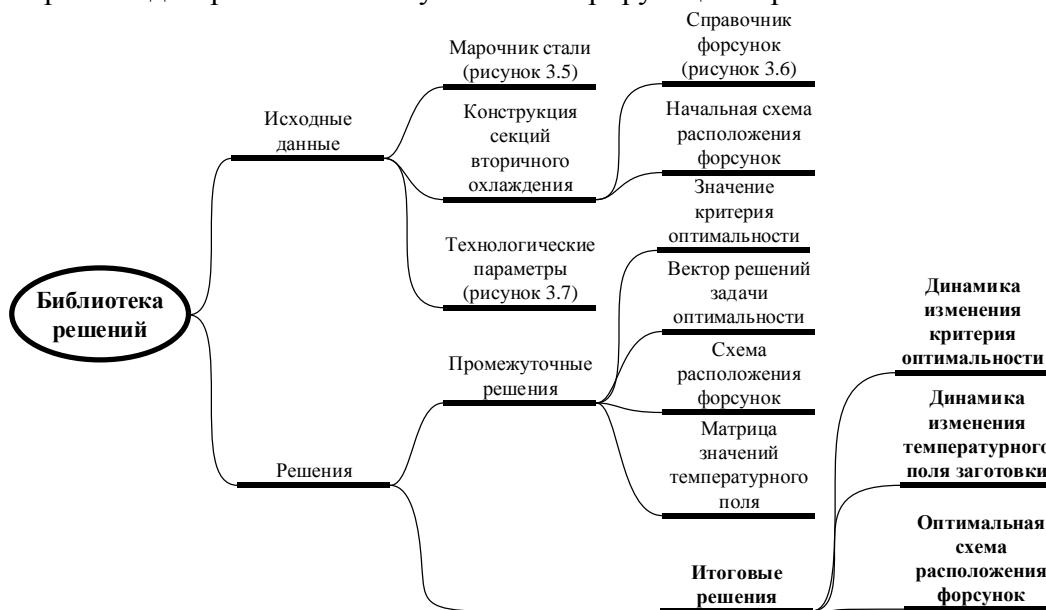 Марочник стали
(рисунок 3.5)
Справочник
форсунок
(рисунок 3.6)
Исходные
данные
Конструкция
секций
вторичного
охлаждения
Начальная схема
расположения
форсунок
Значение
критерия
оптимальности
Технологические
параметры
(рисунок 3.7)
Вектор решений
задачи
оптимальности
Библиотека
решений
Динамика
изменения
критерия
оптимальности
Промежуточные
решения
Схема
расположения
форсунок
Динамика
изменения
температурного
поля заготовки
Матрица
значений
температурного
поля
Решения
Итоговые
решения
Оптимальная
схема
расположения
форсунок